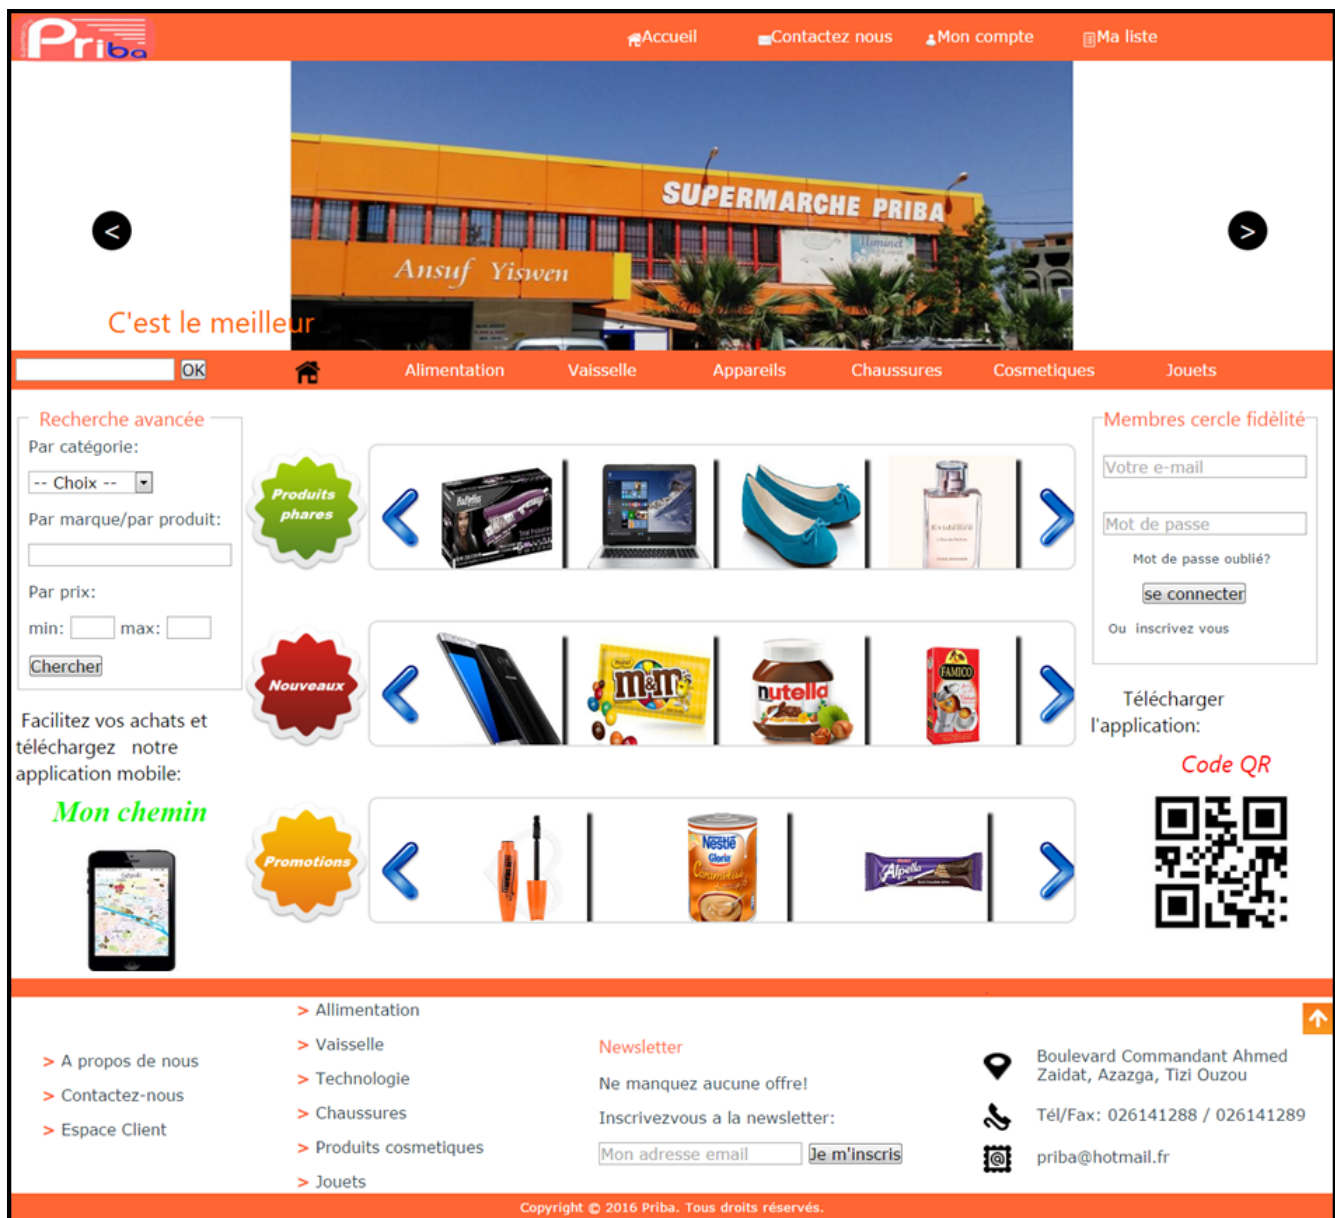 Priba
Accueil
Contactez nous
Mon compte
Ma liste
SUPERMARCHE PRIBA
Ansuf Yiswen
<
>
C'est le meilleur
OK
Alimentation
Vaisselle
Appareils
Chaussures
Cosmetiques
Jouets
Recherche avancée
Par catégorie:
-- Choix --
Par marque/par produit:
Par prix:
min:
max:
Chercher
Facilitez vos achats et
téléchargez notre
application mobile:
Mon chemin
Produits
phares
BaByliss
Evidence
Nouveaux
m&m's
nutella
FAMICO
Promotions
Nestlé
Gloria
Alpella
Membres cercle fidèlité
Votre e-mail
Mot de passe
Mot de passe oublié?
se connecter
Ou inscrivez vous
Télécharger
l'application:
Code QR
> A propos de nous
> Contactez-nous
> Espace Client
> Allimentation
> Vaisselle
> Technologie
> Chaussures
> Produits cosmetiques
> Jouets
Newsletter
Ne manquez aucune offre!
Inscrivezvous a la newsletter:
Mon adresse email
Je m'inscris
Boulevard Commandant Ahmed
Zaidat, Azazga, Tizi Ouzou
Tél/Fax: 026141288 / 026141289
priba@hotmail.fr
Copyright © 2016 Priba. Tous droits réservés.